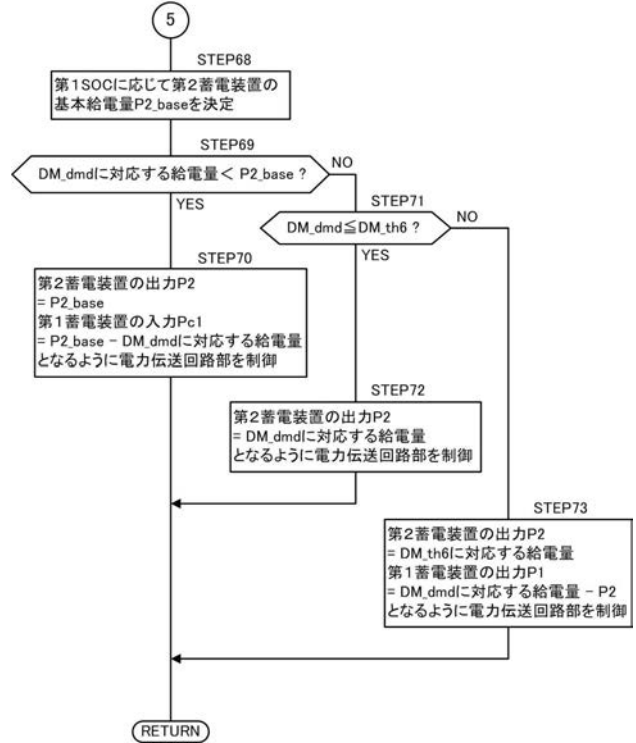 5
STEP68
第1SOCに応じて第2蓄電装置の
基本給電量P2_baseを決定
STEP69
DM_dmdに対応する給電量< P2_base ?
NO
YES
STEP71
DM_dmd≦DM_th6 ?
NO
YES
STEP70
第2蓄電装置の出力P2
= P2_base
第1蓄電装置の入力Pc1
= P2_base - DM_dmdに対応する給電量
となるように電力伝送回路部を制御
STEP72
第2蓄電装置の出力P2
= DM_dmdに対応する給電量
となるように電力伝送回路部を制御
STEP73
第2蓄電装置の出力P2
= DM_th6に対応する給電量
第1蓄電装置の出力P1
= DM_dmdに対応する給電量 - P2
となるように電力伝送回路部を制御
RETURN